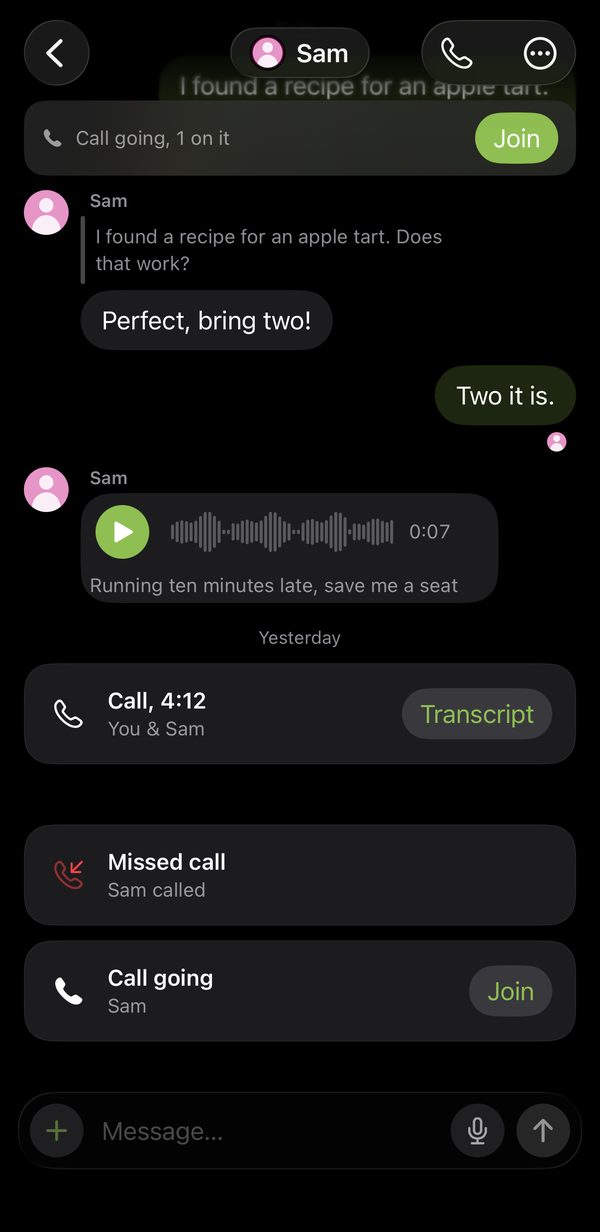 Sam
I found a recipe for an apple tart.
Call going, 1 on it
Join
Sam
I found a recipe for an apple tart. Does
that work?
Perfect, bring two!
Two it is.
Sam
0:07
Running ten minutes late, save me a seat
Yesterday
Call, 4:12
You & Sam
Transcript
Missed call
Sam called
Call going
Sam
Join
Message...